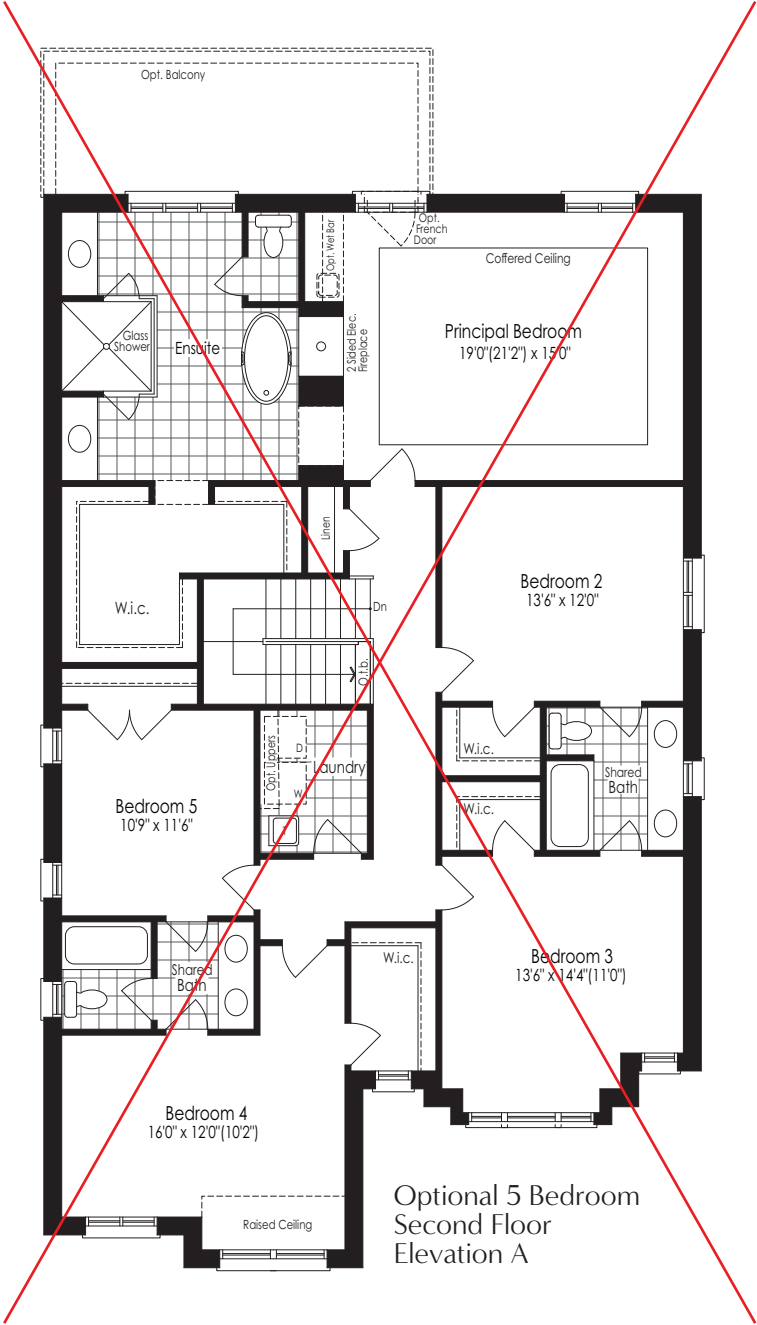 Opt. Balcony
Opt. Wet Bar
Opt.
French
Door
Coffered Ceiling
Glass
Shower
Ensuite
2 Sided Elec.
Fireplace
Principal Bedroom
19'0"(21'2") x 15'0"
Linen
W.i.c.
Dn
O.t.b.
Bedroom 2
13'6" x 12'0"
Opt. Uppers
D
Laundry
W
W.i.c.
Shared
Bath
W.i.c.
Bedroom 5
10'9" x 11'6"
Shared
Bath
W.i.c.
Bedroom 3
13'6" x 14'4"(11'0")
Bedroom 4
16'0" x 12'0"(10'2")
Raised Ceiling
Optional 5 Bedroom
Second Floor
Elevation A